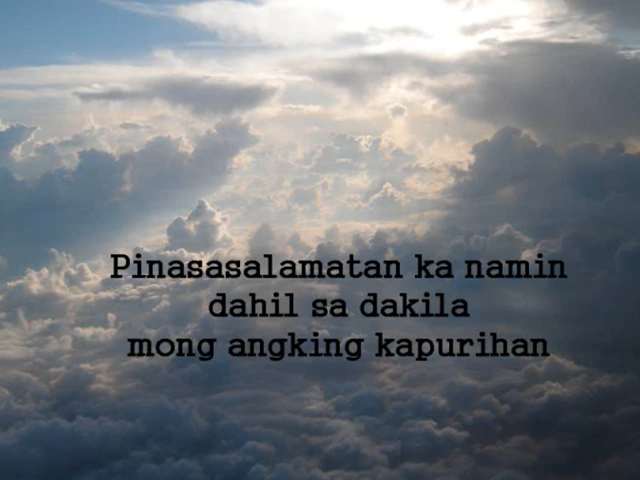 Pinasasalamatan ka namin
dahil sa dakila
mong angking kapurihan